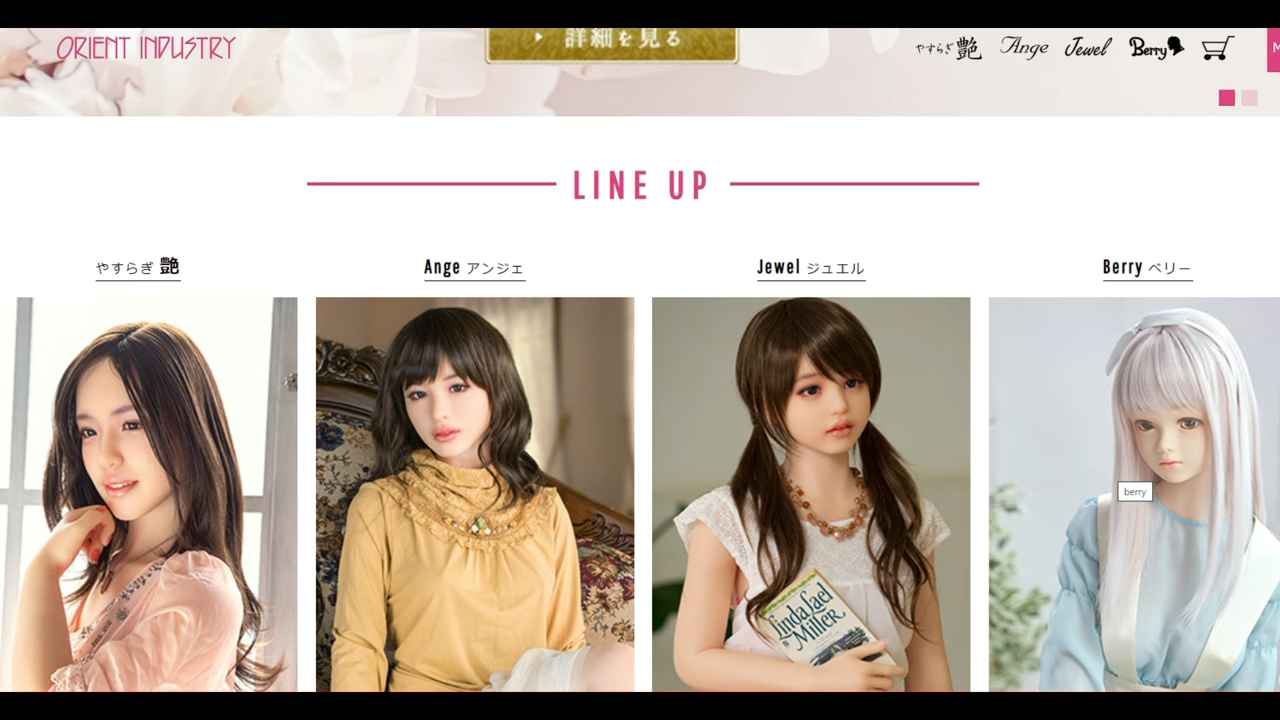 ORIENT INDUSTRY
詳細を見る
やすらぎ 艶
Ange
Jewel
Berry
M
LINE UP
やすらぎ 艶
Ange アンジェ
Jewel ジュエル
Berry ベリー
berry
Linda Lael
Miller